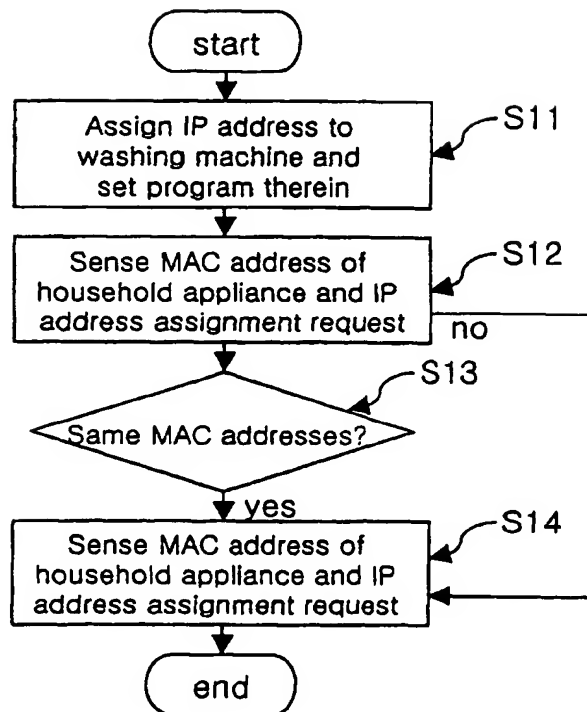 start
Assign IP address to
washing machine and
set program therein
S11
Sense MAC address of
household appliance and IP
address assignment request
S12
no
Same MAC addresses?
S13
yes
Sense MAC address of
household appliance and IP
address assignment request
S14
end